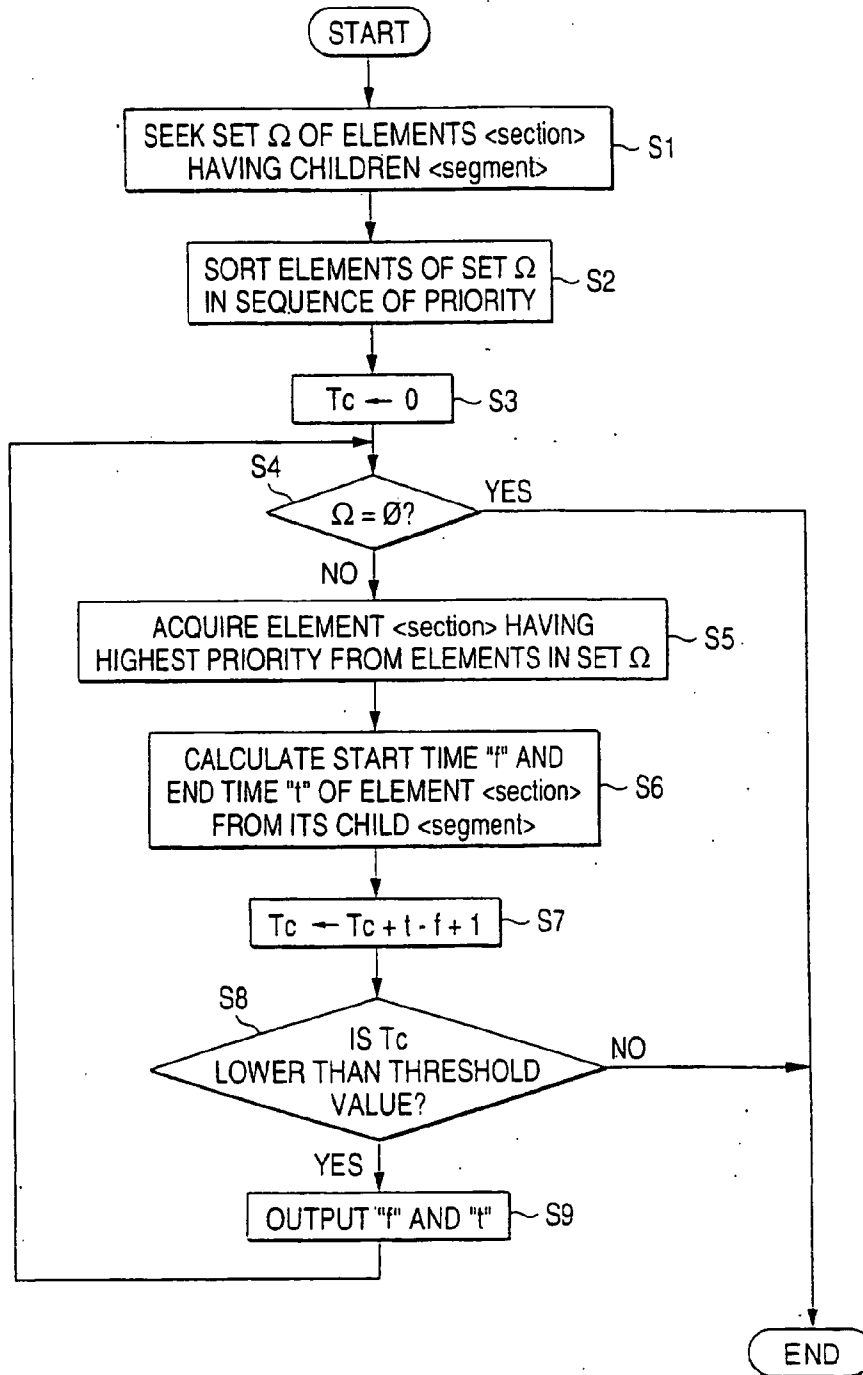 START
SEEK SET Ω OF ELEMENTS <section>
HAVING CHILDREN <segment>
S1
SORT ELEMENTS OF SET Ω
IN SEQUENCE OF PRIORITY
S2
Tc ← 0
S3
S4
Ω = Ø?
YES
NO
ACQUIRE ELEMENT <section> HAVING
HIGHEST PRIORITY FROM ELEMENTS IN SET Ω
S5
CALCULATE START TIME "f" AND
END TIME "t" OF ELEMENT <section>
FROM ITS CHILD <segment>
S6
Tc ← Tc + t - f + 1
S7
S8
IS Tc
LOWER THAN THRESHOLD
VALUE?
NO
YES
OUTPUT "f" AND "t"
S9
END